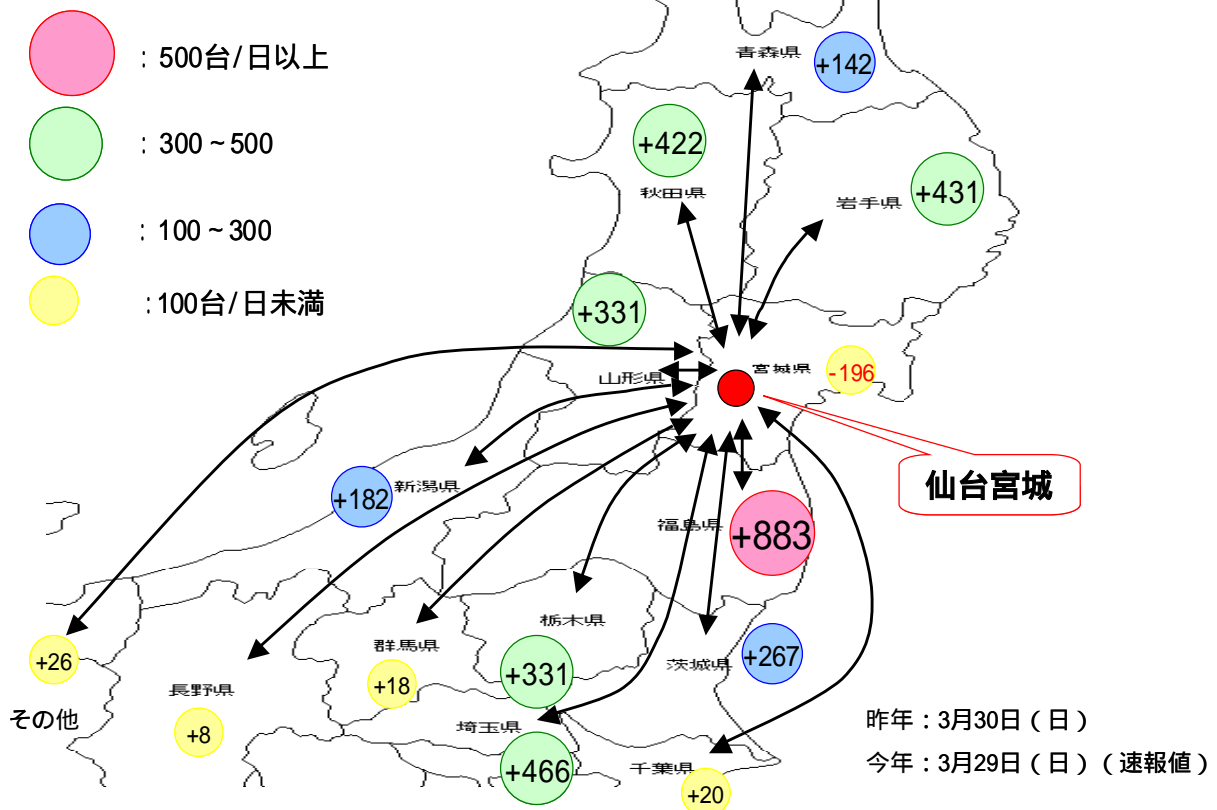 : 500台/日以上
: 300~500
: 100~300
:100台/日未満
青森県
+142
+422
秋田県
岩手県
+431
+331
山形県
宮城県
-196
仙台宮城
+182
新潟県
福島県
+883
栃木県
+331
群馬県
+18
茨城県
+267
+26
その他
長野県
+8
埼玉県
+466
千葉県
+20
昨年:3月30日(日)
今年:3月29日(日)(速報値)